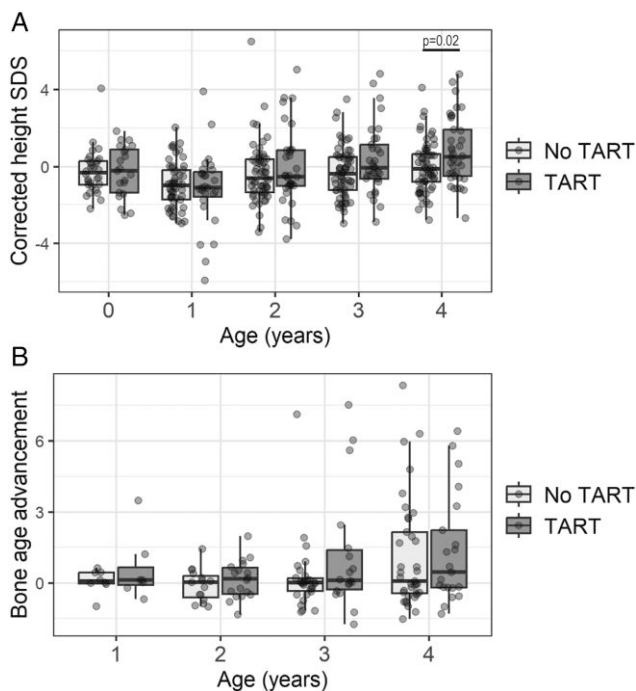 A
Corrected height SDS
4
0
-4
p=0.02
0 1 2 3 4
Age (years)
No TART
TART
B
Bone age advancement
6
3
0
1 2 3 4
Age (years)
No TART
TART